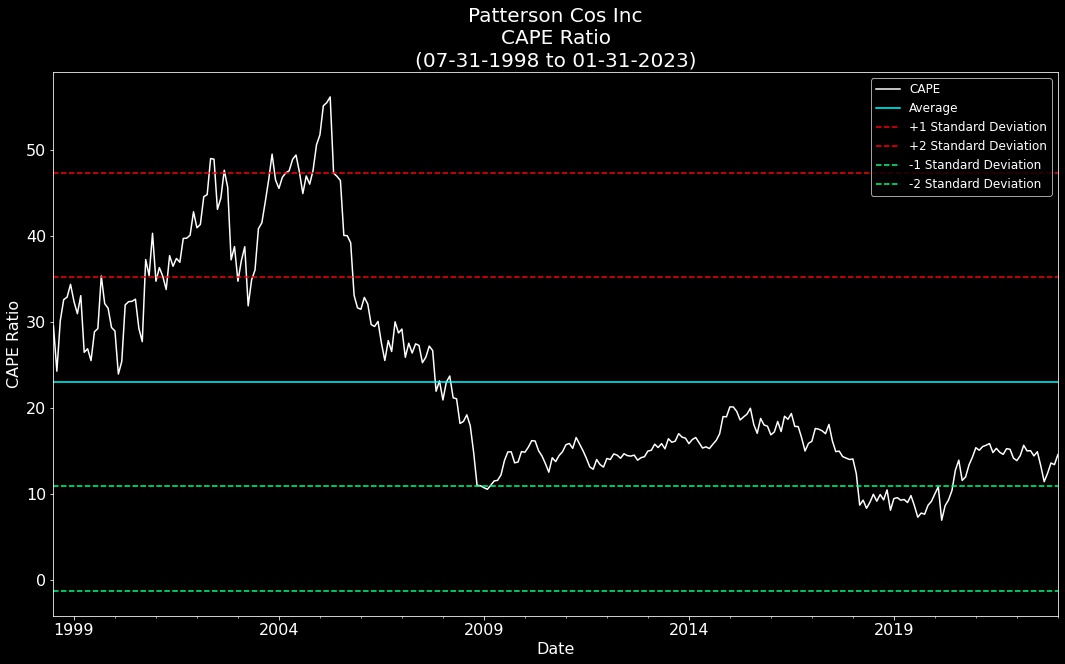 Patterson Cos Inc
CAPE Ratio
(07-31-1998 to 01-31-2023)
CAPE
Average
+1 Standard Deviation
+2 Standard Deviation
-1 Standard Deviation
-2 Standard Deviation
CAPE Ratio
50
40
30
20
10
0
1999
2004
2009
2014
2019
Date